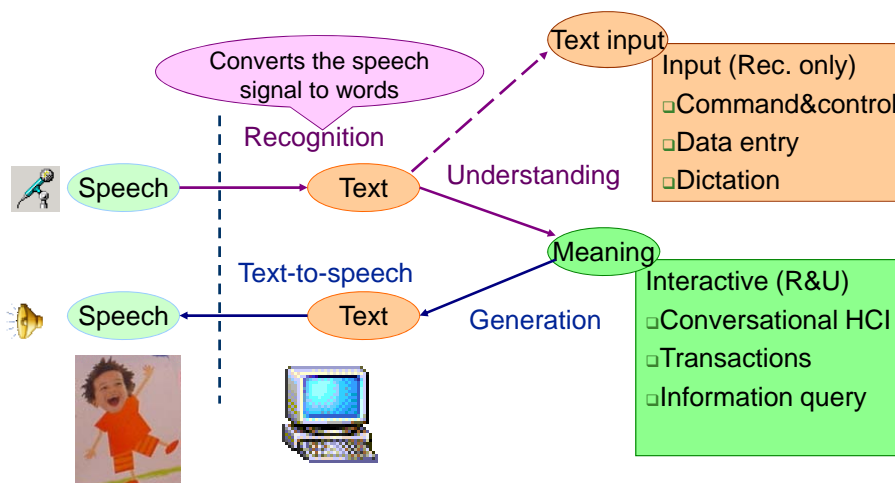 Text input
Converts the speech
signal to words
Input (Rec. only)
Command&control
Data entry
Dictation
Recognition
Speech
Text
Understanding
Meaning
Text-to-speech
Speech
Text
Generation
Interactive (R&U)
Conversational HCI
Transactions
Information query